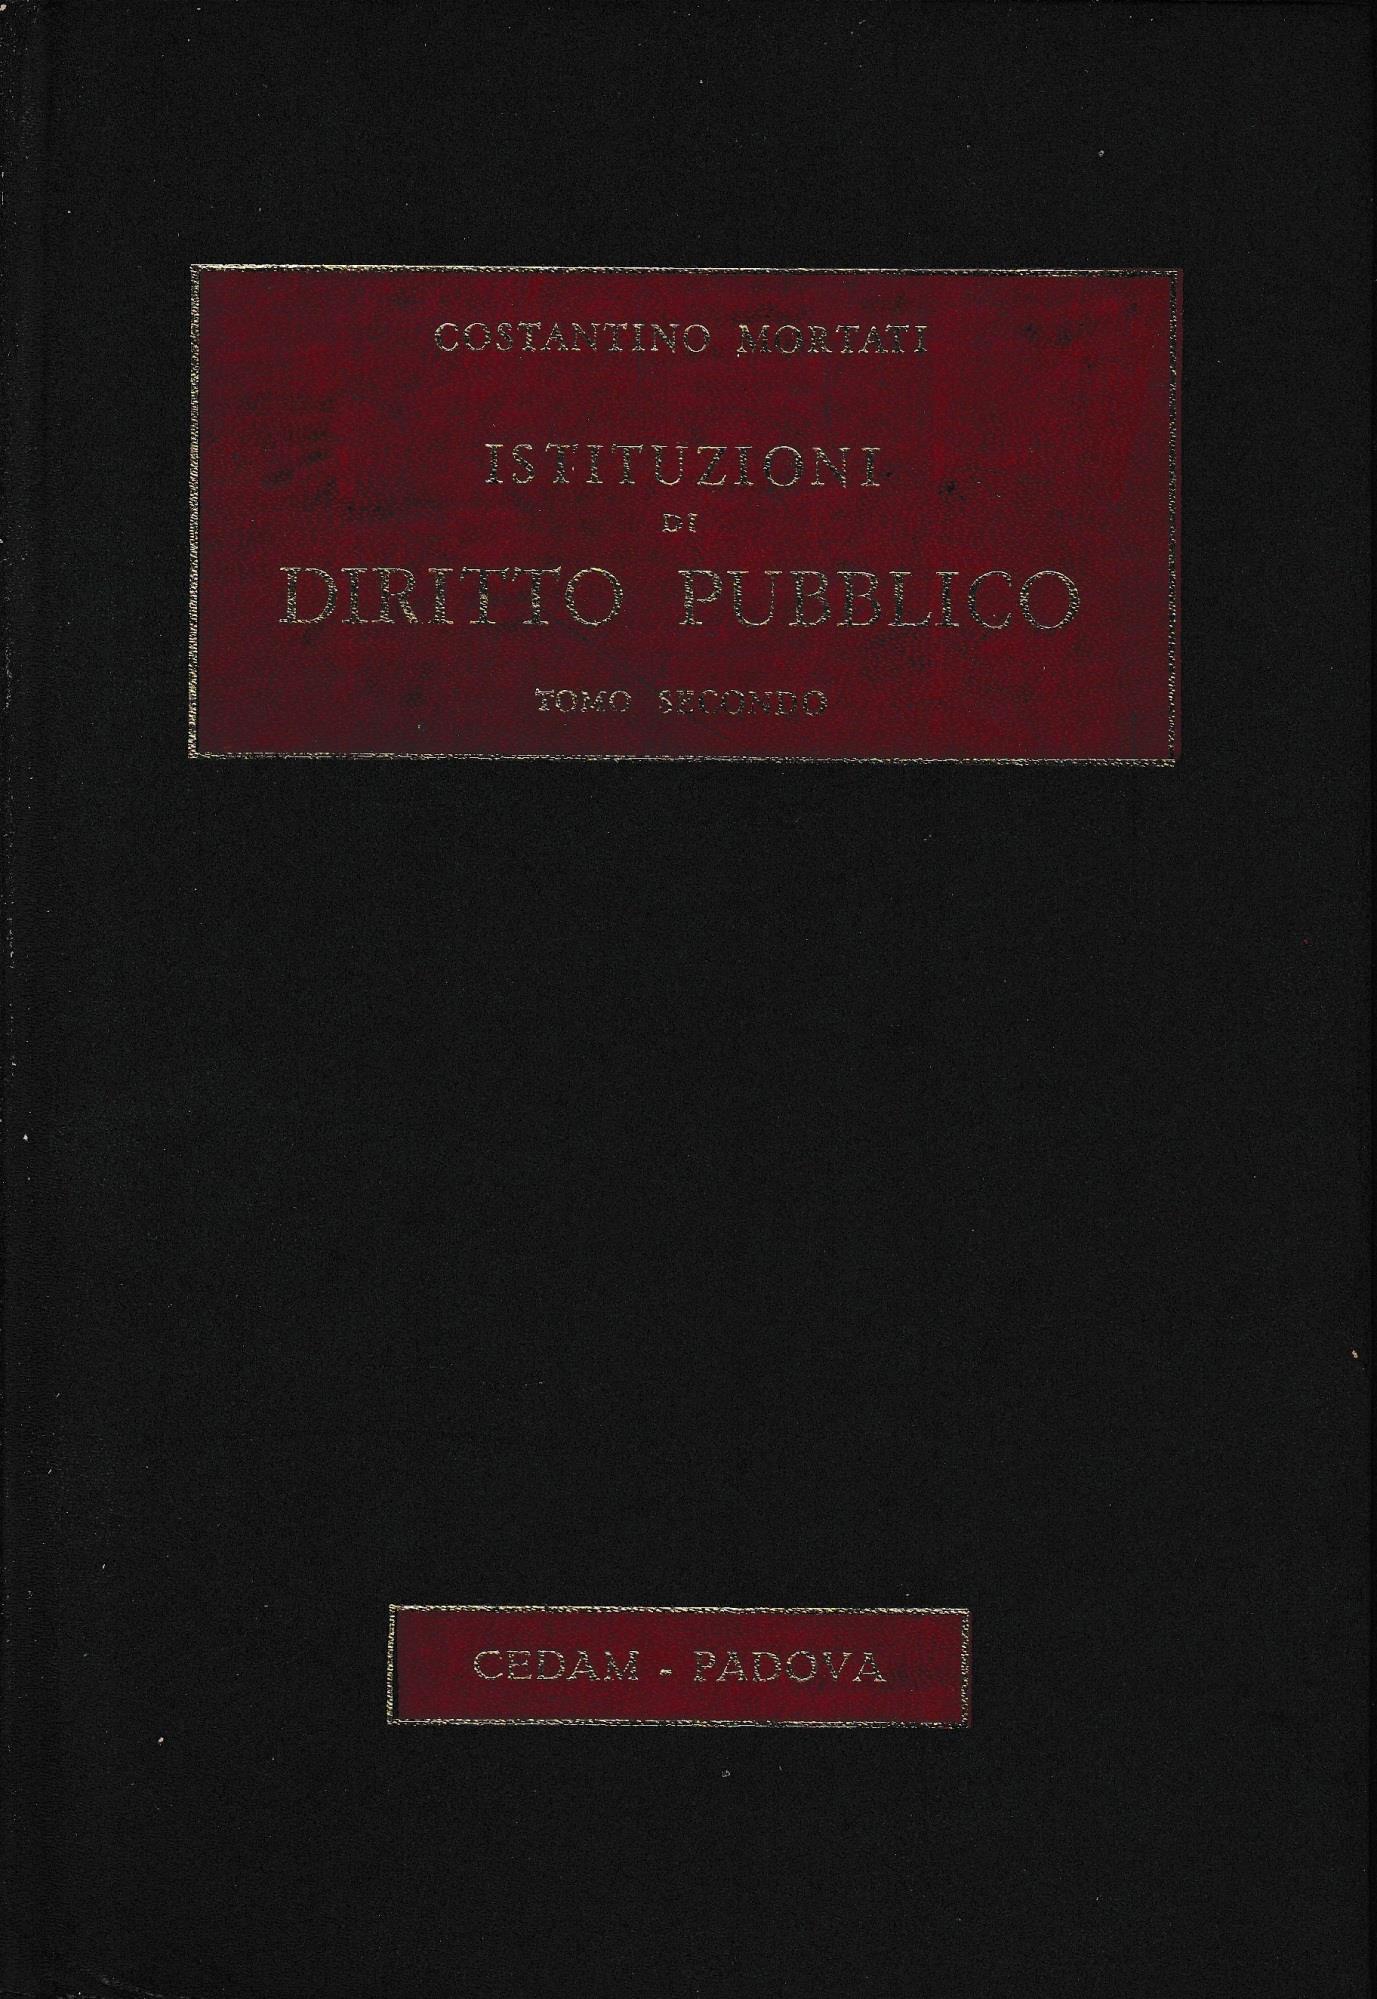 COSTANTINO MORTATI
ISTITUZIONI
DI
DIRITTO PUBBLICO
TOMO SECONDO
CEDAM - PADOVA